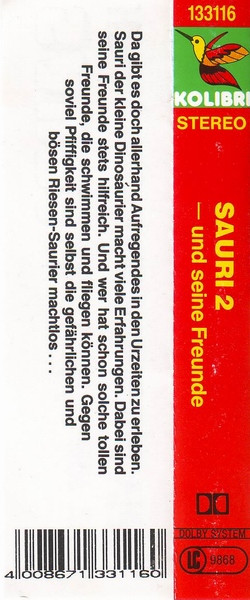 133116
KOLIBRI
STEREO
SAURI 2
— und seine Freunde
DOLBY SYSTEM
LC 9868
Da gibt es doch allerhand Aufregendes in den Urzeiten zu erleben.
Sauri der kleine Dinosaurier macht viele Erfahrungen. Dabei sind
seine Freunde stets hilfreich. Und wer hat schon solche tollen
Freunde, die schwimmen und fliegen können. Gegen
soviel Pfiffigkeit sind selbst die gefährlichen und
bösen Riesen-Saurier machtlos . . .
4 008671 331160